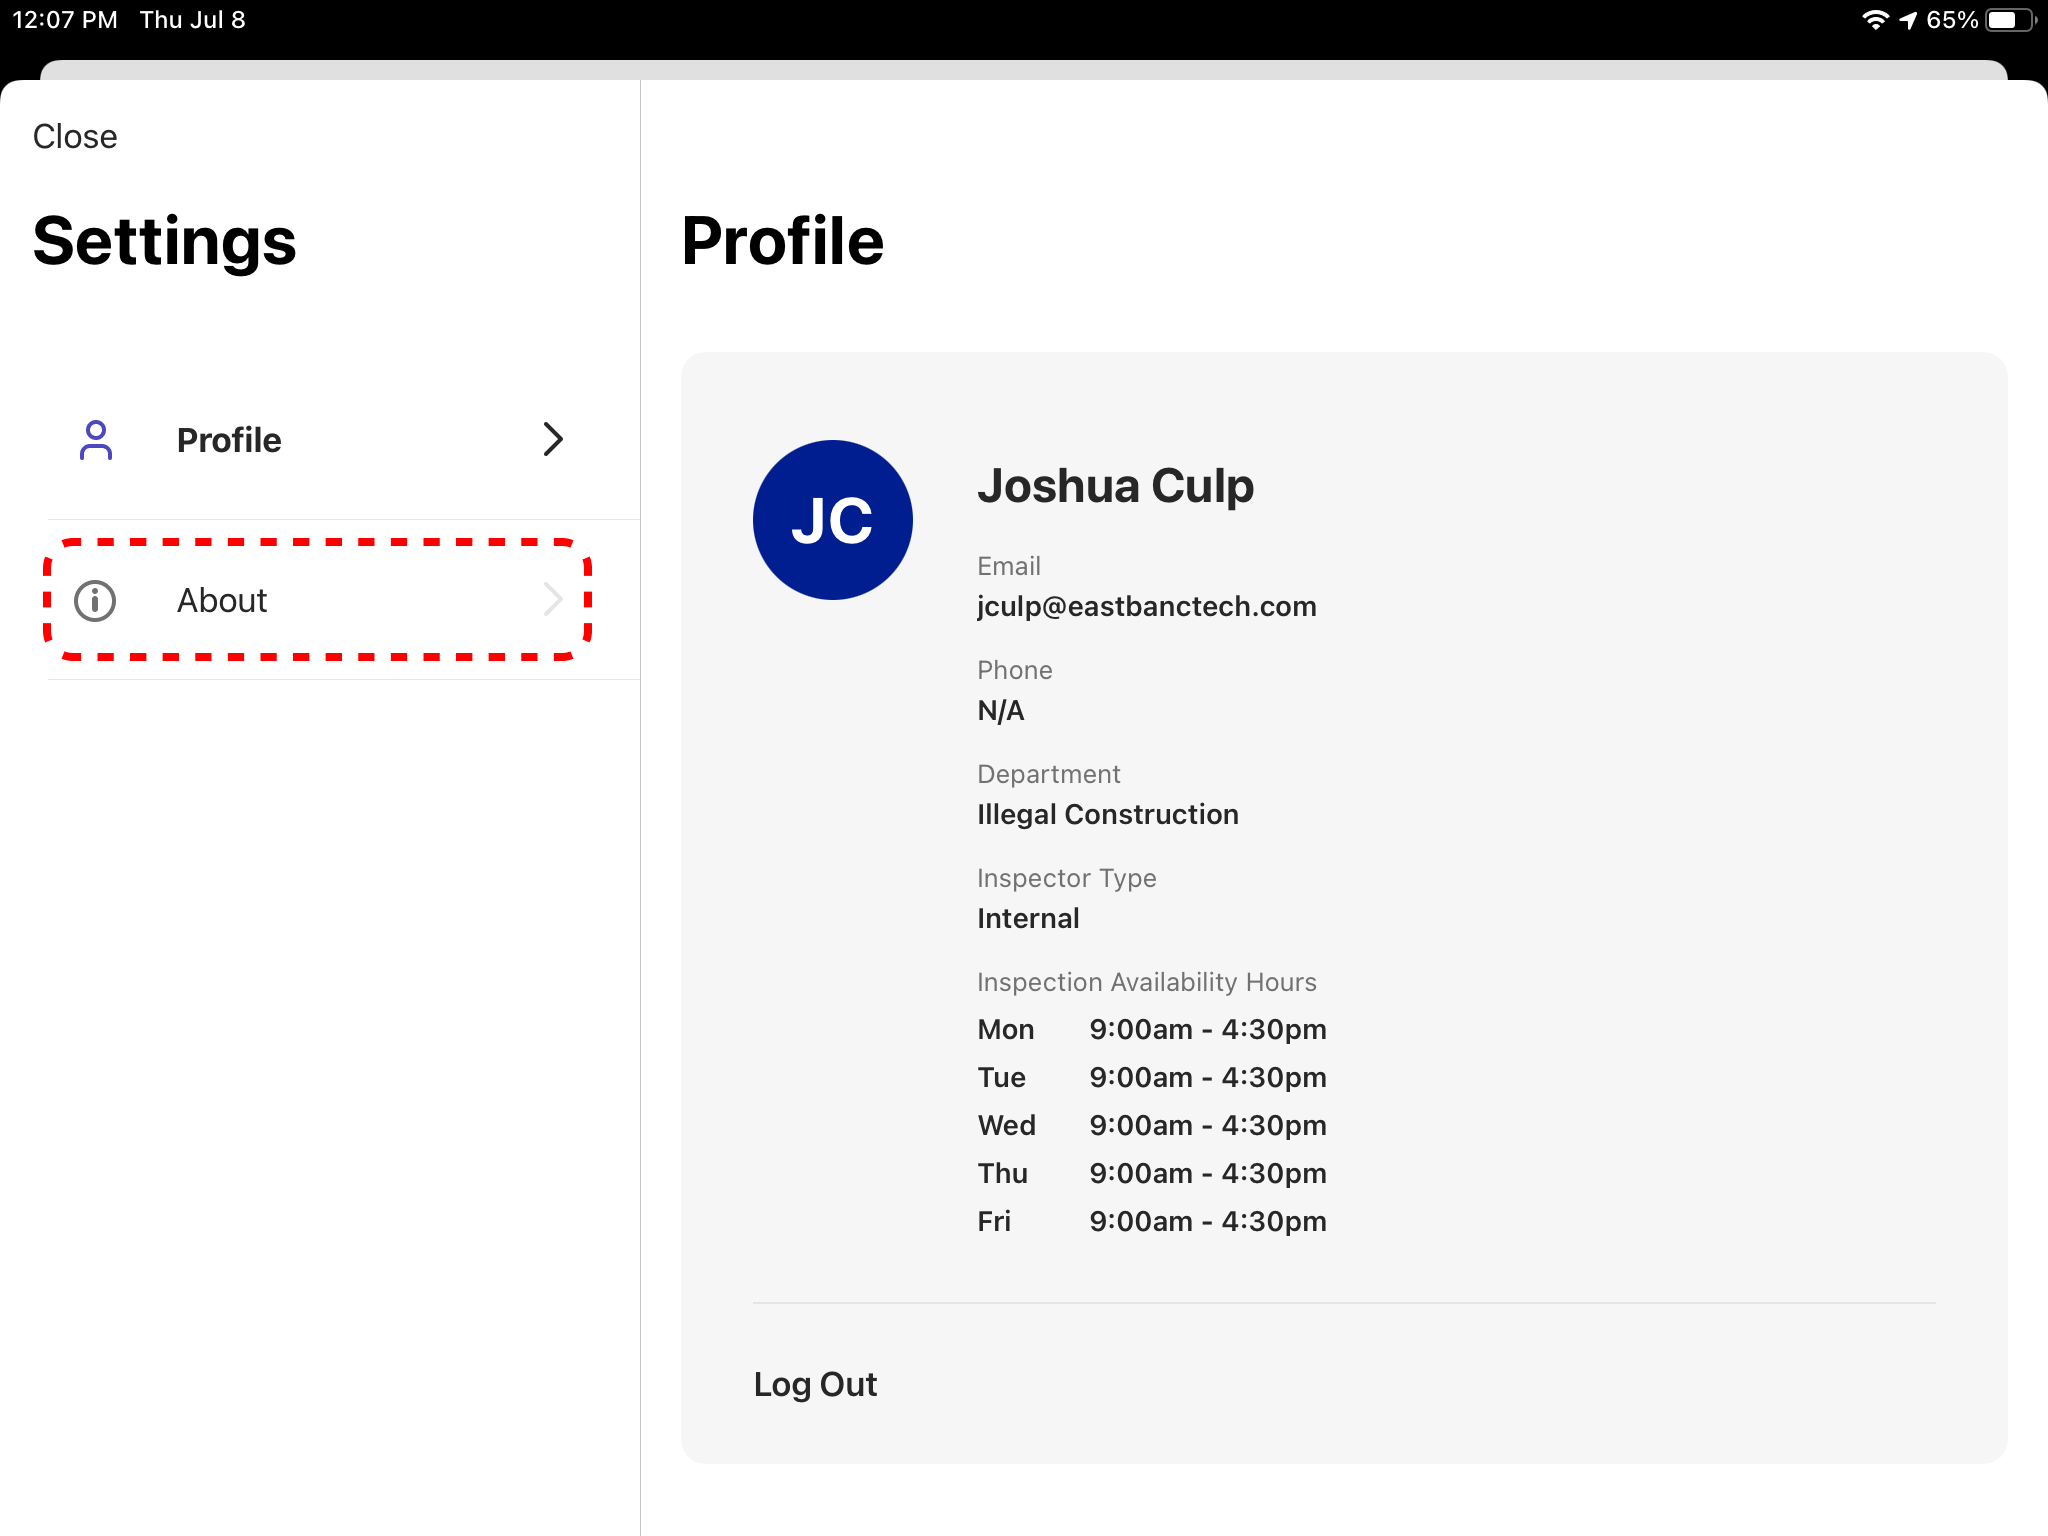 12:07 PM Thu Jul 8
65%
Close
Settings
Profile
About
Profile
JC
Joshua Culp
Email
jculp@eastbanctech.com
Phone
N/A
Department
Illegal Construction
Inspector Type
Internal
Inspection Availability Hours
Mon 9:00am - 4:30pm
Tue 9:00am - 4:30pm
Wed 9:00am - 4:30pm
Thu 9:00am - 4:30pm
Fri 9:00am - 4:30pm
Log Out